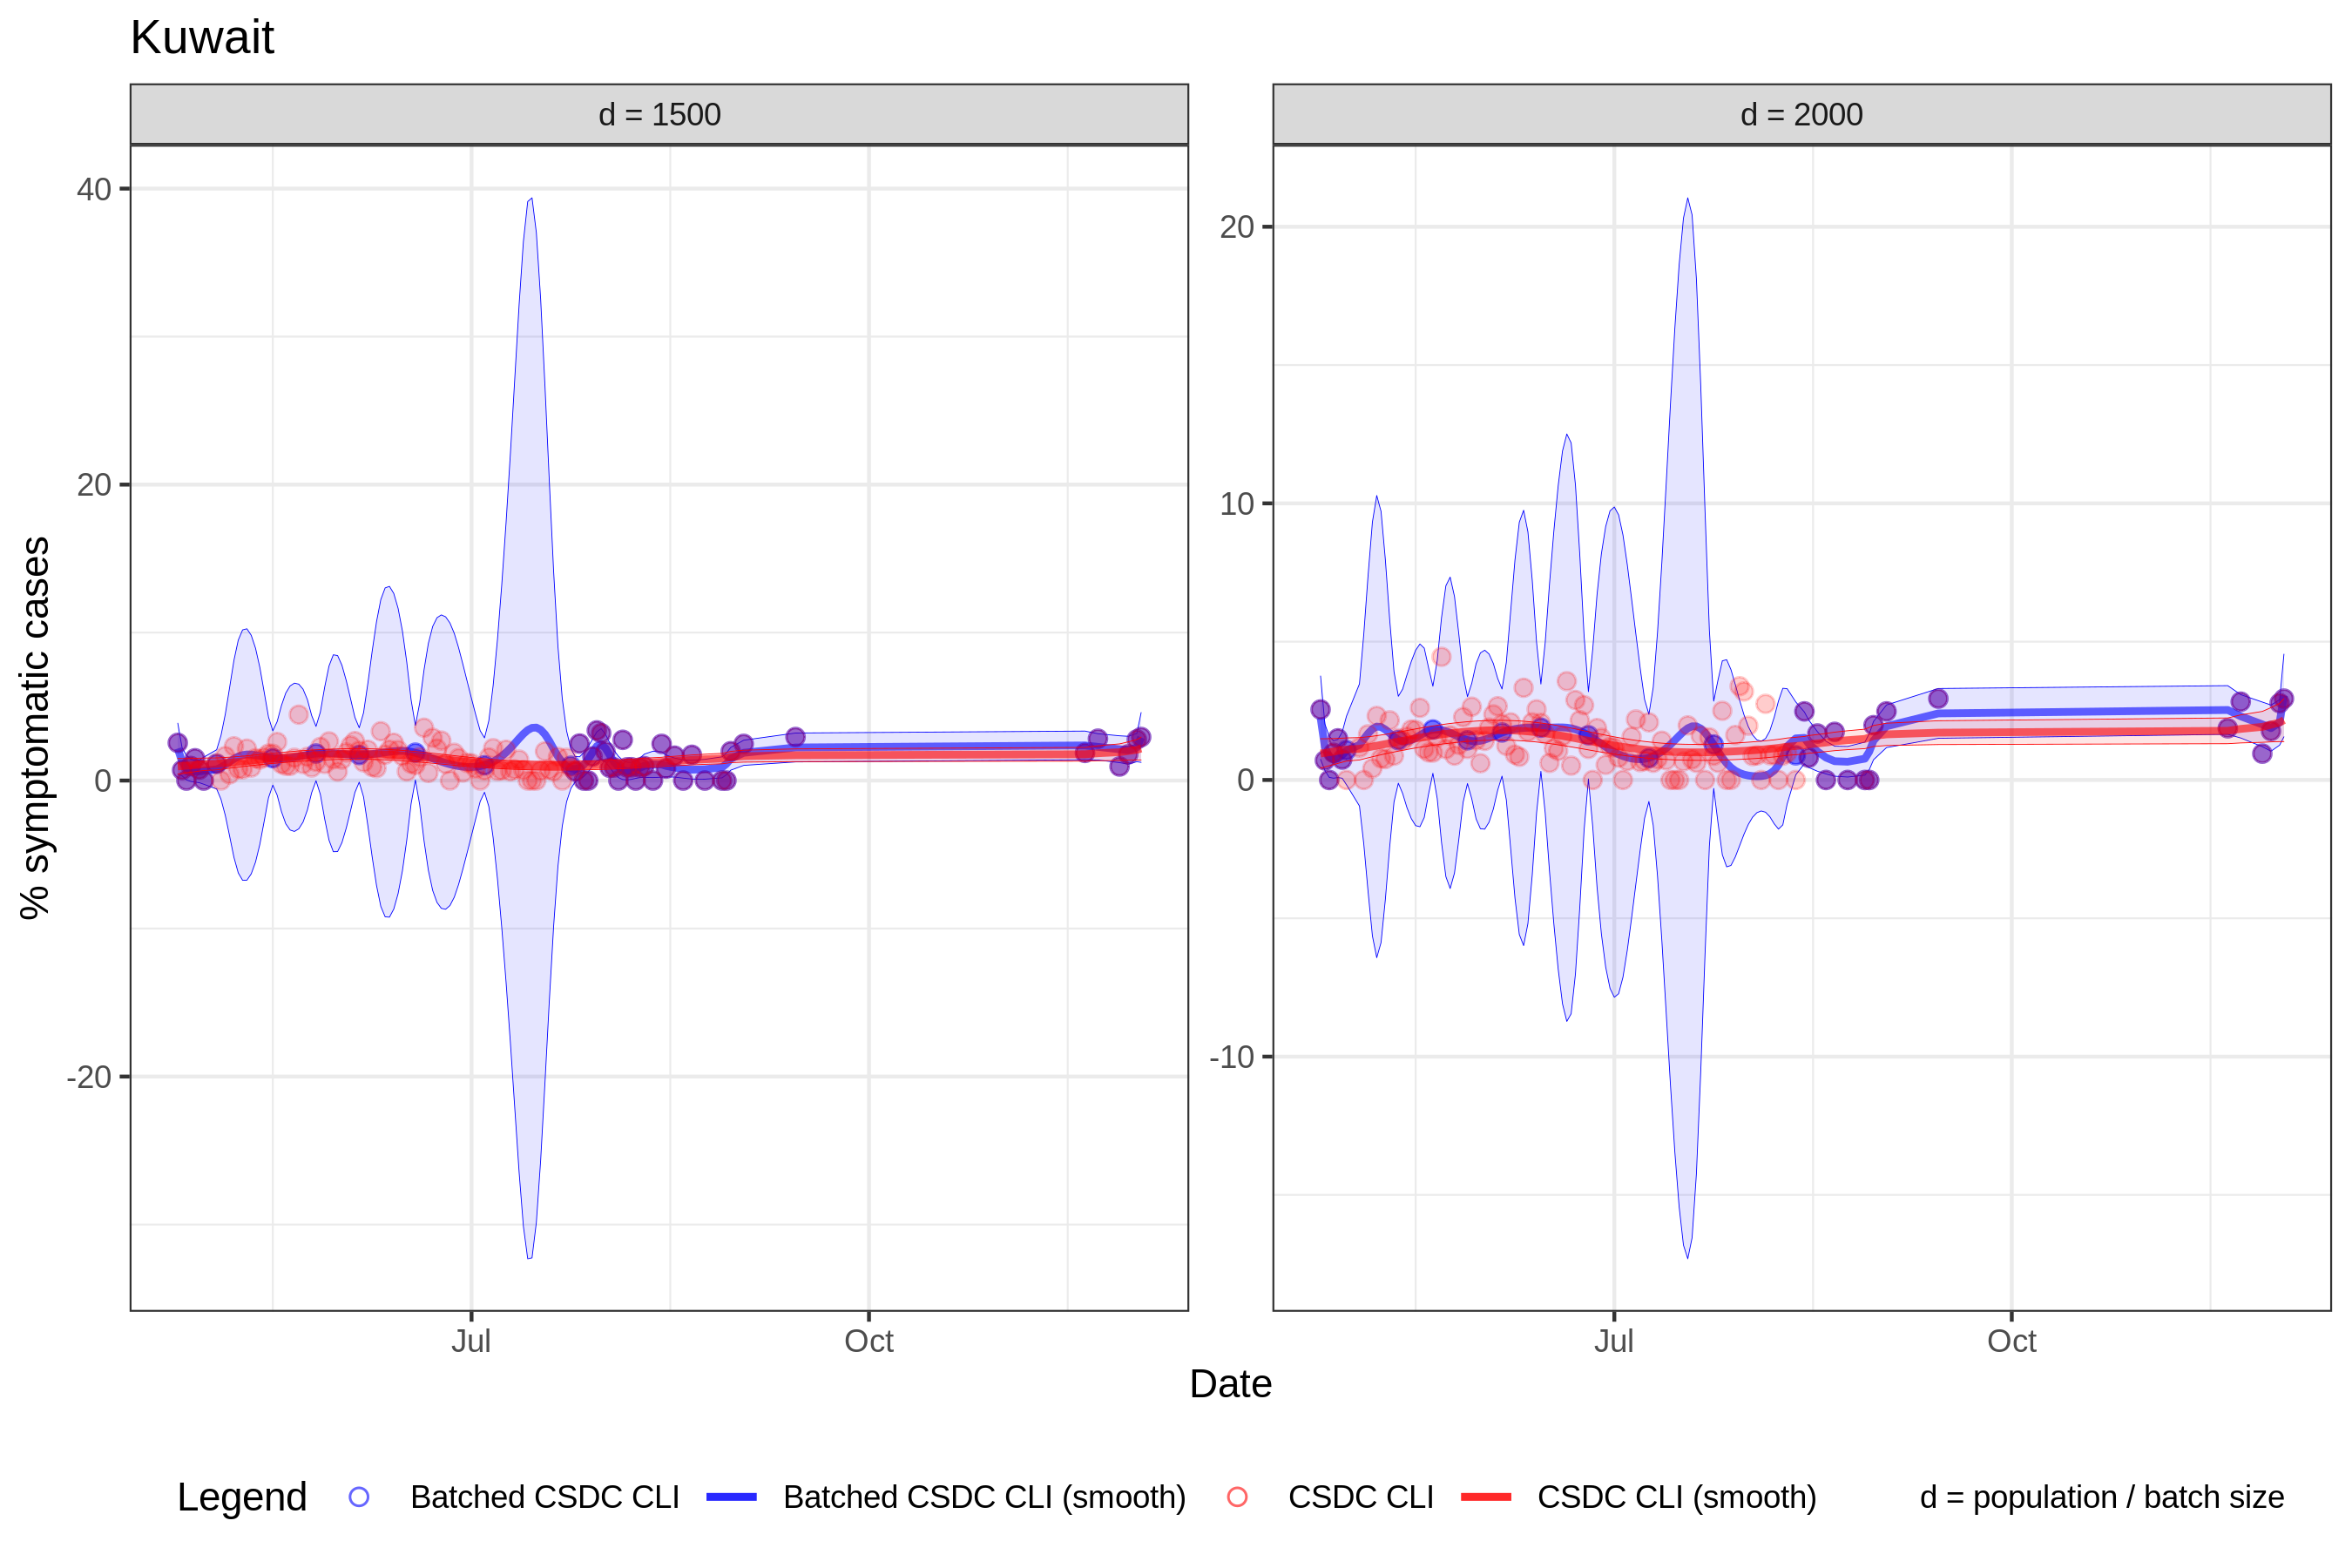 Kuwait
d = 1500
d = 2000
% symptomatic cases
40
20
0
-20
20
10
0
-10
Jul
Oct
Jul
Oct
Date
Legend
Batched CSDC CLI
Batched CSDC CLI (smooth)
CSDC CLI
CSDC CLI (smooth)
d = population / batch size